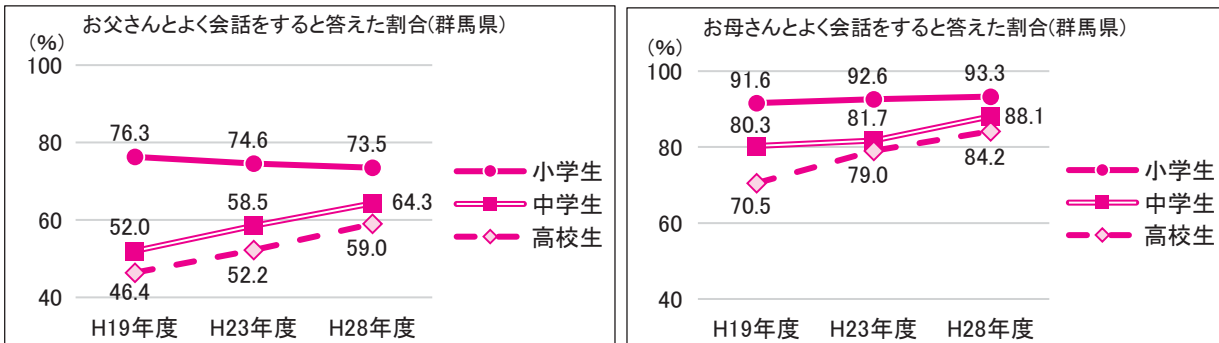 お父さんとよく会話をすると答えた割合(群馬県)
(%)
100
80
60
40
76.3
74.6
73.5
52.0
58.5
64.3
46.4
52.2
59.0
H19年度
H23年度
H28年度
小学生
中学生
高校生
お母さんとよく会話をすると答えた割合(群馬県)
(%)
100
80
60
40
91.6
92.6
93.3
80.3
81.7
88.1
70.5
79.0
84.2
H19年度
H23年度
H28年度
小学生
中学生
高校生